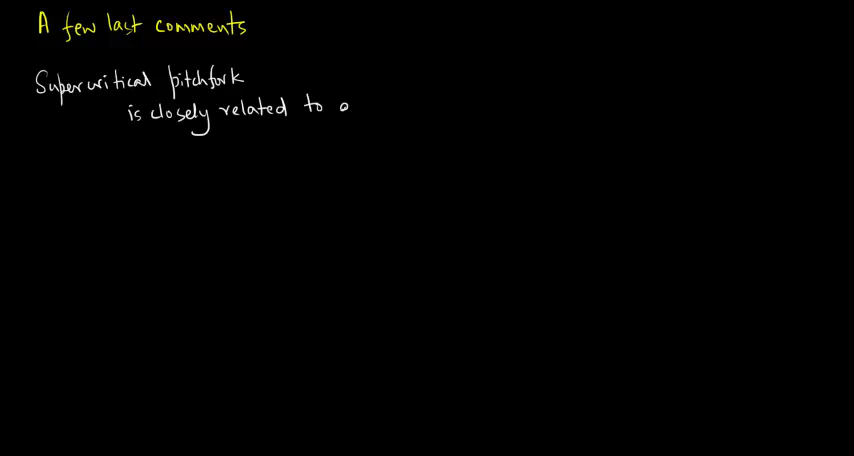 A few last comments
Supercritical pitchfork
is closely related to